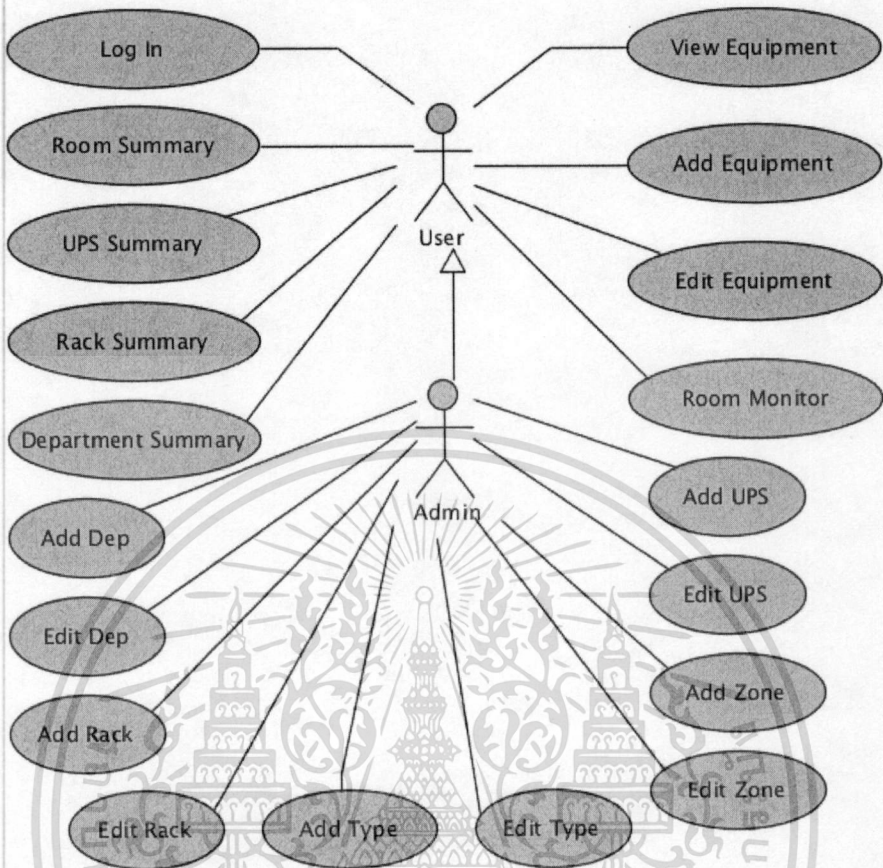 Log In
View Equipment
Room Summary
Add Equipment
UPS Summary
User
Edit Equipment
Rack Summary
Room Monitor
Department Summary
Add UPS
Admin
Add Dep
Edit UPS
Edit Dep
Add Zone
Add Rack
Edit Zone
Edit Rack
Add Type
Edit Type